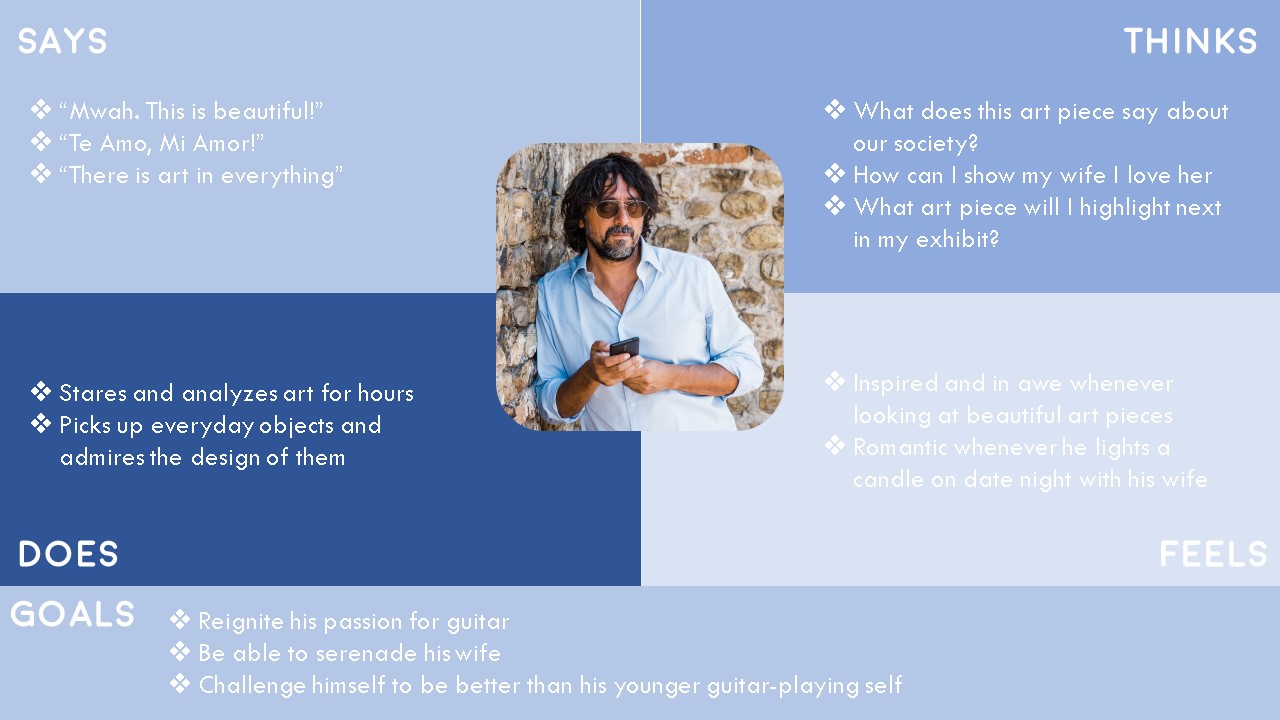 SAYS
❖ “Mwah. This is beautiful!”
❖ “Te Amo, Mi Amor!”
❖ “There is art in everything”
THINKS
❖ What does this art piece say about
our society?
❖ How can I show my wife I love her
❖ What art piece will I highlight next
in my exhibit?
❖ Stares and analyzes art for hours
❖ Picks up everyday objects and
admires the design of them
DOES
❖ Inspired and in awe whenever
looking at beautiful art pieces
❖ Romantic whenever he lights a
candle on date night with his wife
FEELS
GOALS
❖ Reignite his passion for guitar
❖ Be able to serenade his wife
❖ Challenge himself to be better than his younger guitar-playing self